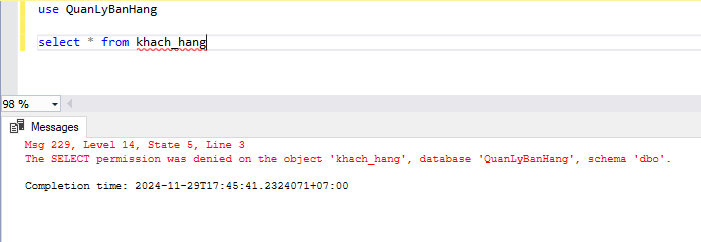 use QuanLyBanHang
select * from khach_hang
98 %
Messages
Msg 229, Level 14, State 5, Line 3
The SELECT permission was denied on the object 'khach_hang', database 'QuanLyBanHang', schema 'dbo'.
Completion time: 2024-11-29T17:45:41.2324071+07:00